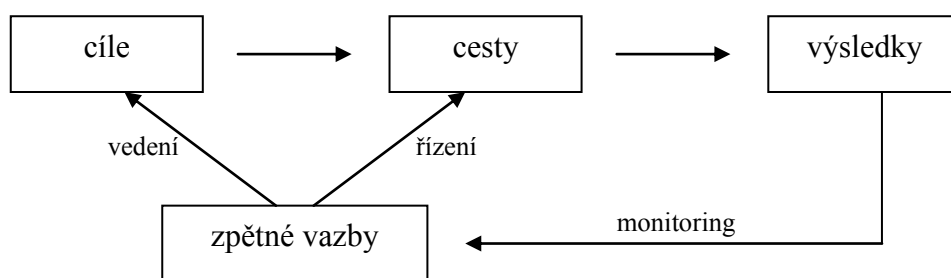 cíle
cesty
výsledky
vedení
řízení
zpětné vazby
monitoring